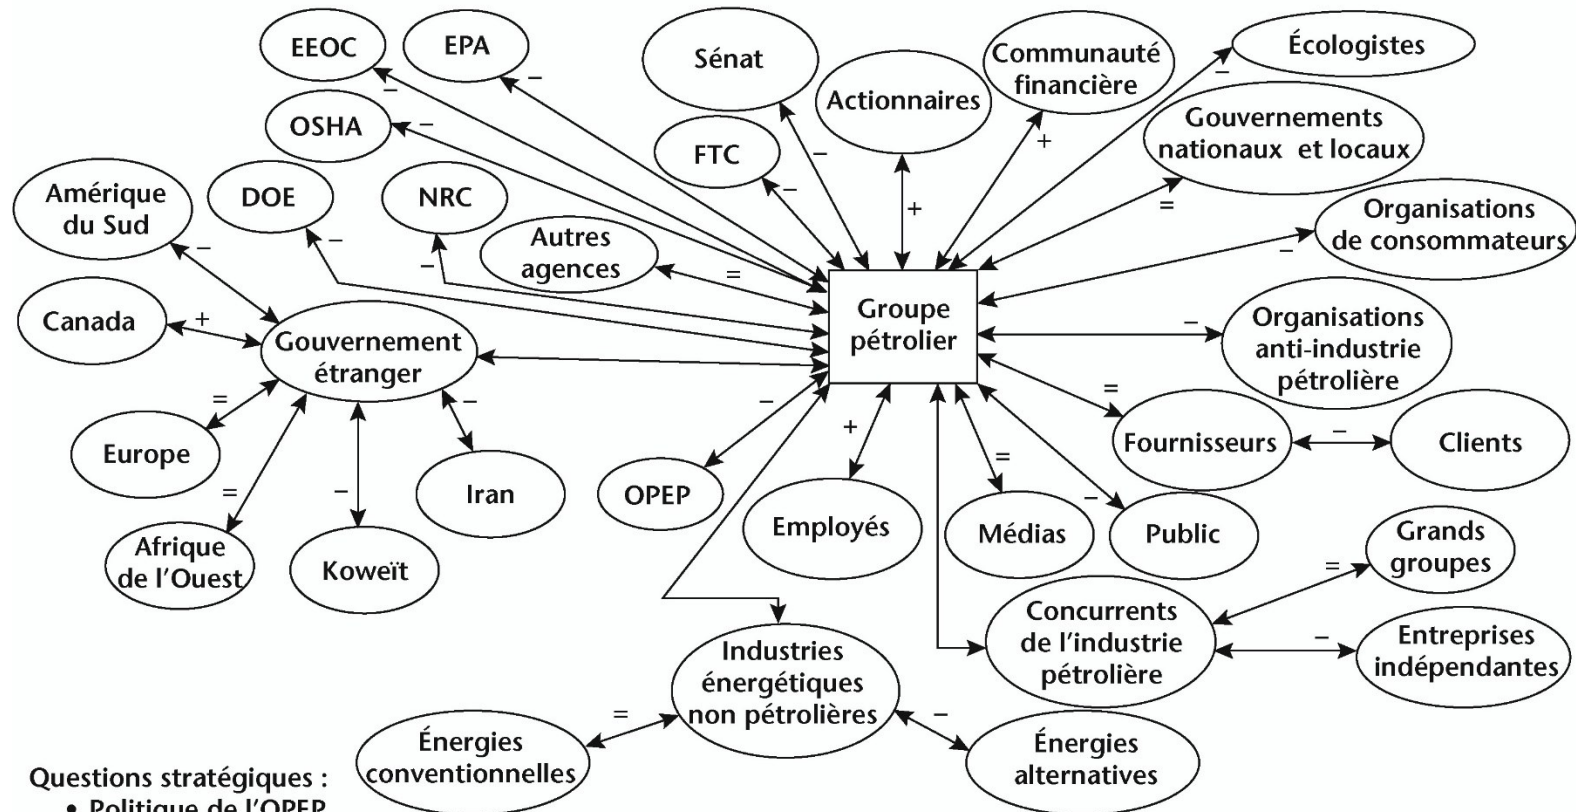 EEOC
EPA
Sénat
Actionnaires
Communauté
financière
Écologistes
–
–
–
OSHA
–
FTC
–
–
+
+
Gouvernements
nationaux et locaux
=
Amérique
du Sud
DOE
NRC
Autres
agences
Organisations
de consommateurs
–
–
–
–
=
Canada
+
Gouvernement
étranger
Groupe
pétrolier
–
Organisations
anti-industrie
pétrolière
=
Europe
=
Fournisseurs
–
Clients
–
–
+
=
–
=
–
Afrique
de l'Ouest
Koweït
Iran
OPEP
Employés
Médias
Public
Grands
groupes
=
Concurrents
de l'industrie
pétrolière
–
Entreprises
indépendantes
Industries
énergétiques
non pétrolières
=
–
Énergies
conventionnelles
Énergies
alternatives
Questions stratégiques :
• Politique de l'OPEP